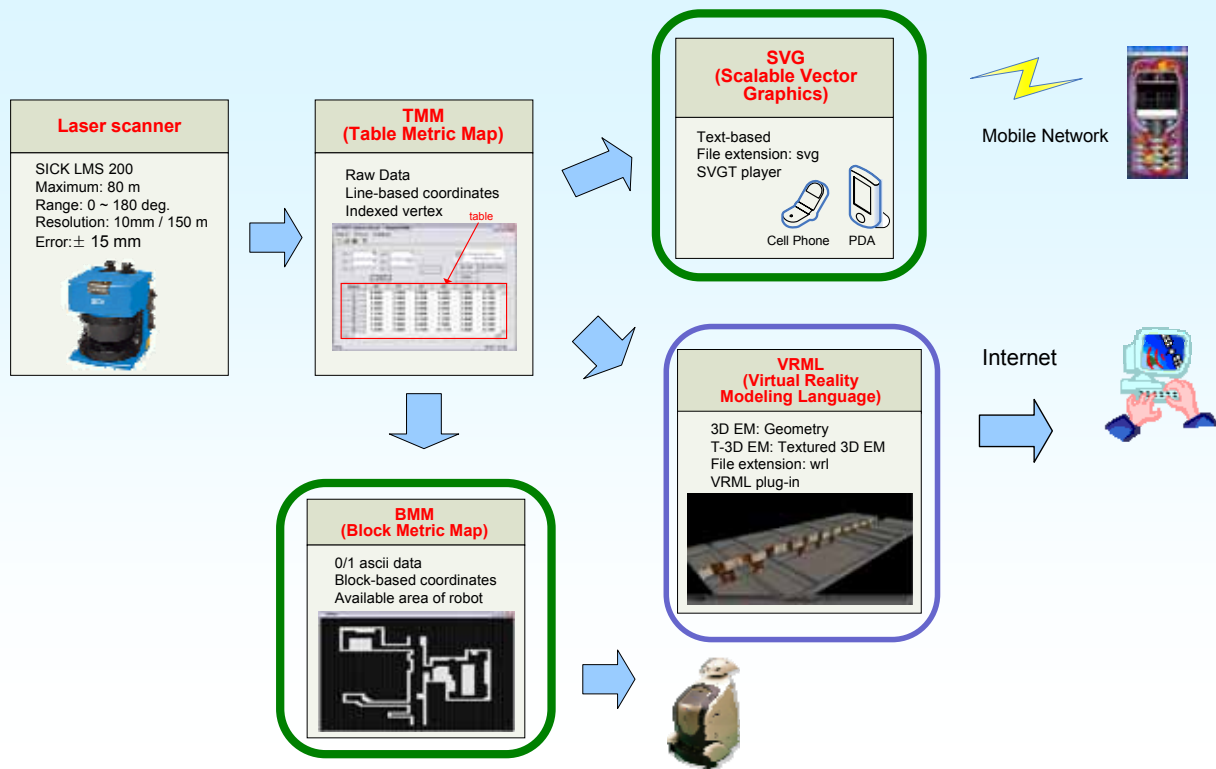 Laser scanner
SICK LMS 200
Maximum: 80 m
Range: 0 ~ 180 deg.
Resolution: 10mm / 150 m
Error:± 15 mm
TMM
(Table Metric Map)
Raw Data
Line-based coordinates
Indexed vertex
table
SVG
(Scalable Vector
Graphics)
Text-based
File extension: svg
SVGT player
Cell Phone
PDA
Mobile Network
VRML
(Virtual Reality
Modeling Language)
3D EM: Geometry
T-3D EM: Textured 3D EM
File extension: wrl
VRML plug-in
Internet
BMM
(Block Metric Map)
0/1 ascii data
Block-based coordinates
Available area of robot